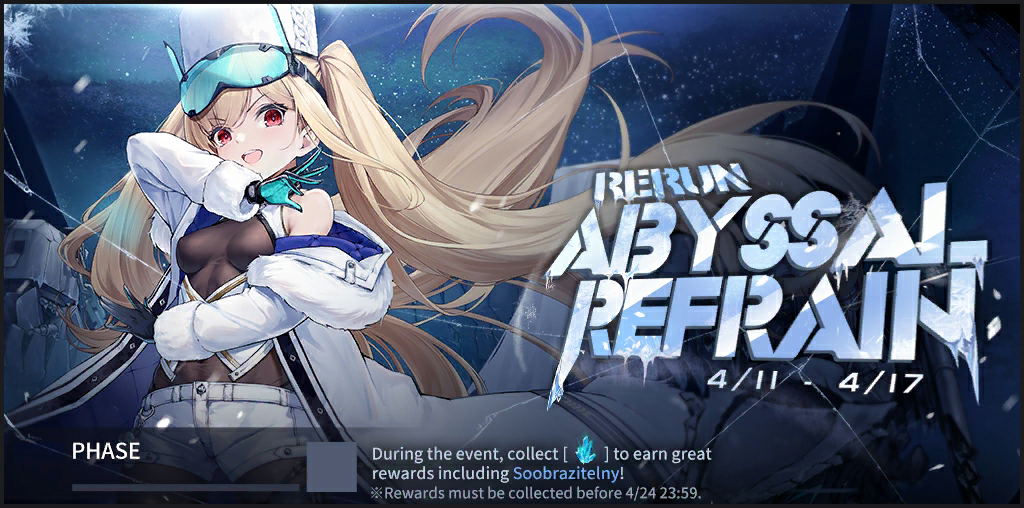 RERUN
ABYSSAL
REFRAIN
4/11 - 4/17
PHASE
During the event, collect [ ] to earn great
rewards including Soobrazitelny!
※Rewards must be collected before 4/24 23:59.